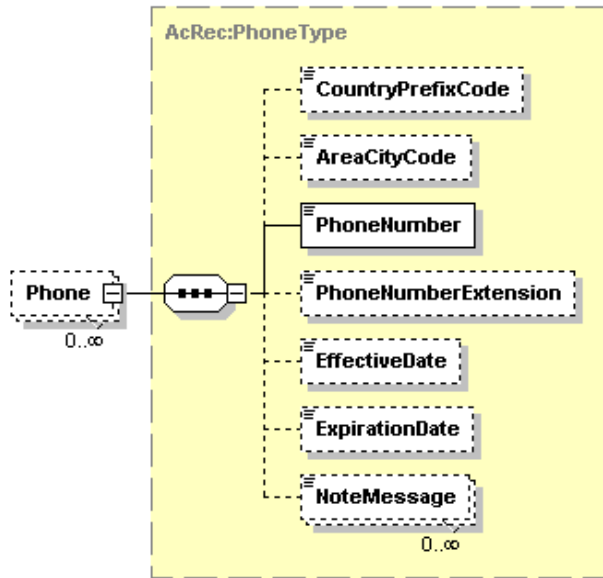 AcRec:PhoneType
CountryPrefixCode
AreaCityCode
PhoneNumber
Phone
0..∞
PhoneNumberExtension
EffectiveDate
ExpirationDate
NoteMessage
0..∞